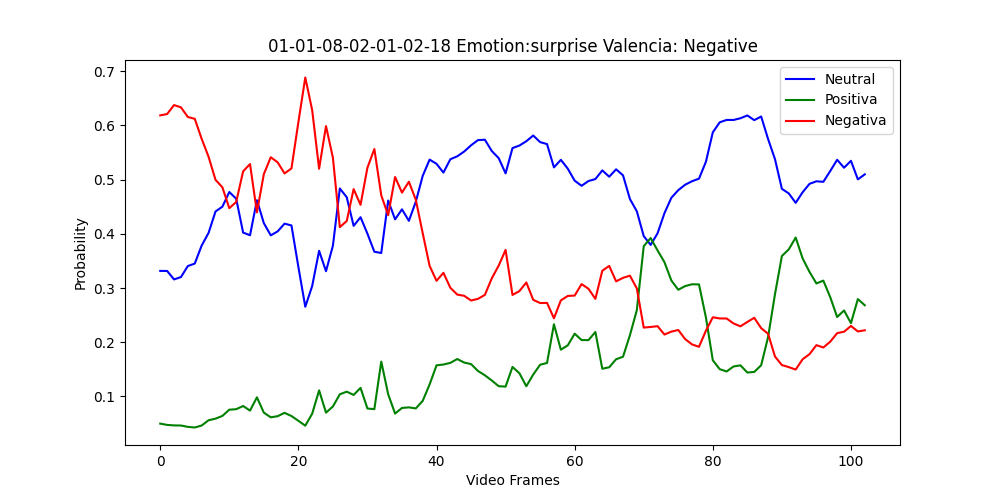 01-01-08-02-01-02-18 Emotion:surprise Valencia: Negative
Neutral
Positiva
Negativa
Probability
0.7
0.6
0.5
0.4
0.3
0.2
0.1
0 20 40 60 80 100
Video Frames